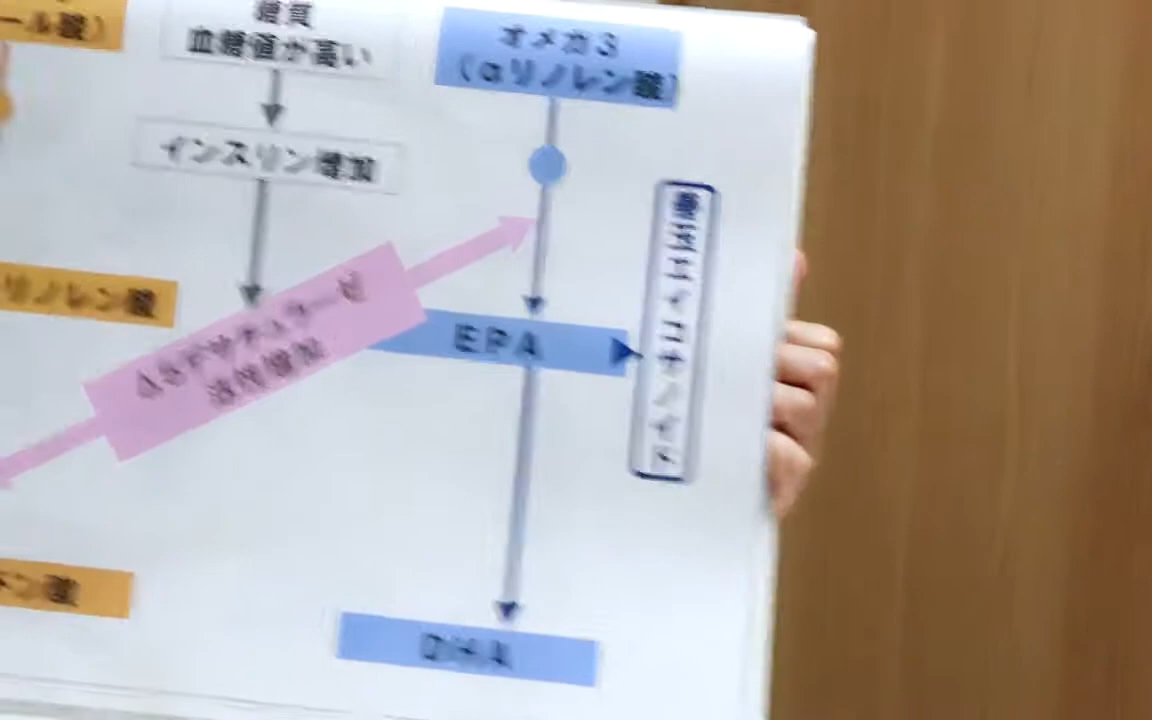 ール酸）
糖質
血糖値が高い
オメガ3
（αリノレン酸）
インスリン増加
リノレン酸
Δ5デサチュラーゼ
活性増加
EPA
善玉エイコサノイド
ドン酸
DHA